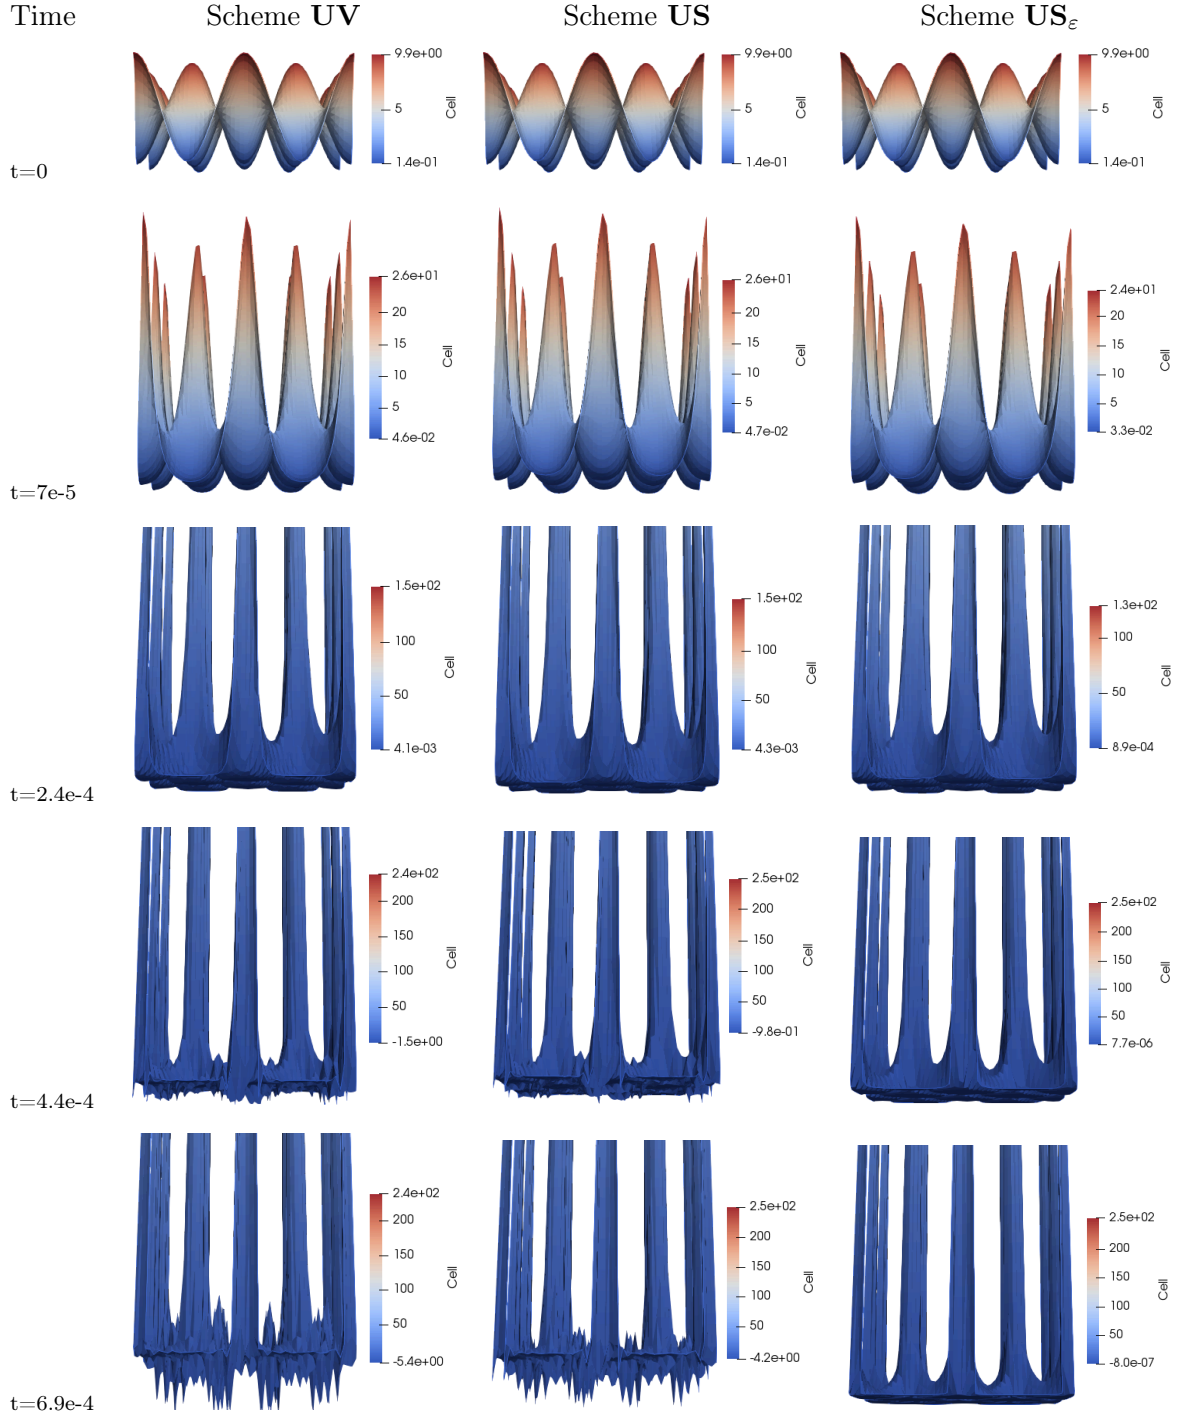 Time Scheme UV Scheme US Scheme USε
t=0
9.9e+00
5
1.4e-01
Cell
9.9e+00
5
1.4e-01
Cell
9.9e+00
5
1.4e-01
Cell
t=7e-5
2.6e+01
20
15
10
5
4.6e-02
Cell
2.6e+01
20
15
10
5
4.7e-02
Cell
2.4e+01
20
15
10
5
3.3e-02
Cell
t=2.4e-4
1.5e+02
100
50
4.1e-03
Cell
1.5e+02
100
50
4.3e-03
Cell
1.3e+02
100
50
8.9e-04
Cell
t=4.4e-4
2.4e+02
200
150
100
50
-1.5e+00
Cell
2.5e+02
200
150
100
50
-9.8e-01
Cell
2.5e+02
200
150
100
50
7.7e-06
Cell
t=6.9e-4
2.4e+02
200
150
100
50
-5.4e+00
Cell
2.5e+02
200
150
100
50
-4.2e+00
Cell
2.5e+02
200
150
100
50
-8.0e-07
Cell